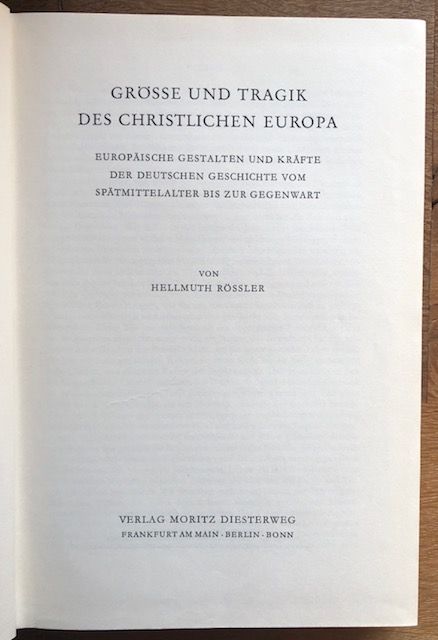 GRÖSSE UND TRAGIK
DES CHRISTLICHEN EUROPA
EUROPÄISCHE GESTALTEN UND KRÄFTE
DER DEUTSCHEN GESCHICHTE VOM
SPÄTMITTELALTER BIS ZUR GEGENWART
VON
HELLMUTH RÖSSLER
VERLAG MORITZ DIESTERWEG
FRANKFURT AM MAIN · BERLIN · BONN